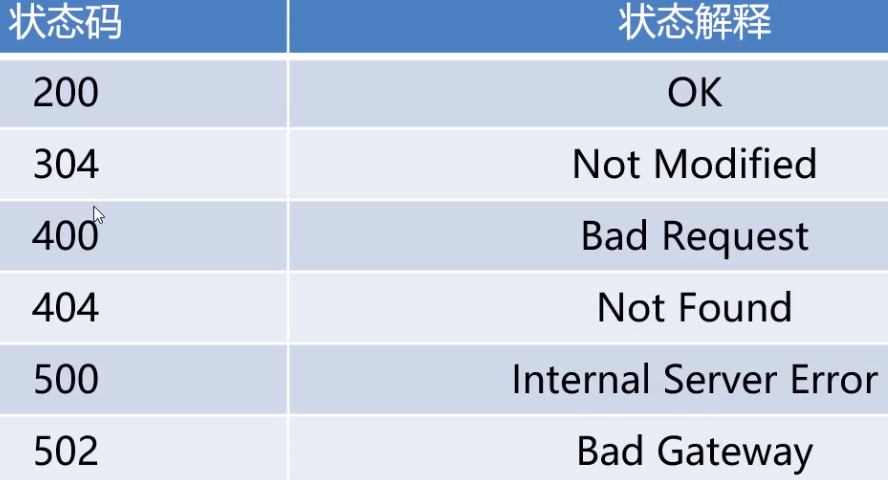 状态码 状态解释
200 OK
304 Not Modified
400 Bad Request
404 Not Found
500 Internal Server Error
502 Bad Gateway